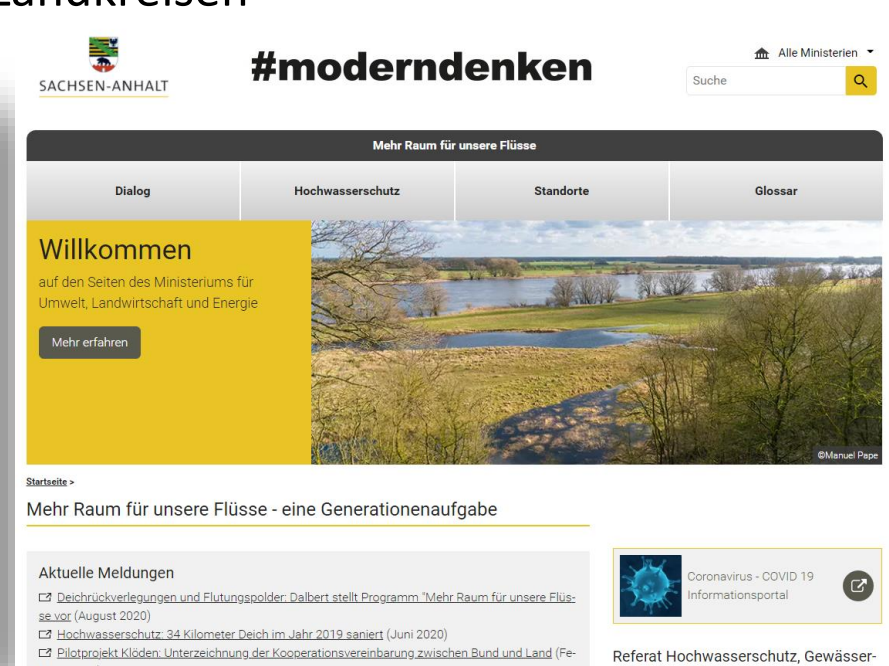 Landkreisen
SACHSEN-ANHALT
#moderndenken
Alle Ministerien
Suche
Mehr Raum für unsere Flüsse
Dialog
Hochwasserschutz
Standorte
Glossar
Willkommen
auf den Seiten des Ministeriums für
Umwelt, Landwirtschaft und Energie
Mehr erfahren
©Manuel Pape
Startseite >
Mehr Raum für unsere Flüsse - eine Generationenaufgabe
Aktuelle Meldungen
Deichrückverlegungen und Flutungspolder: Dalbert stellt Programm "Mehr Raum für unsere Flüs-
se vor (August 2020)
Hochwasserschutz: 34 Kilometer Deich im Jahr 2019 saniert (Juni 2020)
Pilotprojekt Klöden: Unterzeichnung der Kooperationsvereinbarung zwischen Bund und Land (Fe-
Coronavirus - COVID 19
Informationsportal
Referat Hochwasserschutz, Gewässer-